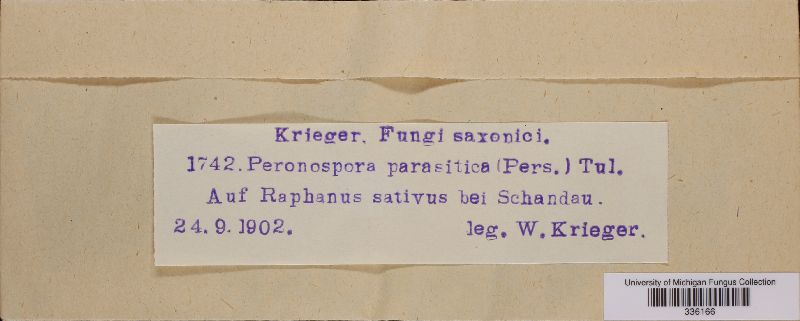 Krieger, Fungi saxonici.
1742. Peronospora parasitica (Pers.) Tul.
Auf Raphanus sativus bei Schandau.
24. 9. 1902. leg. W. Krieger.
University of Michigan Fungus Collection
336166